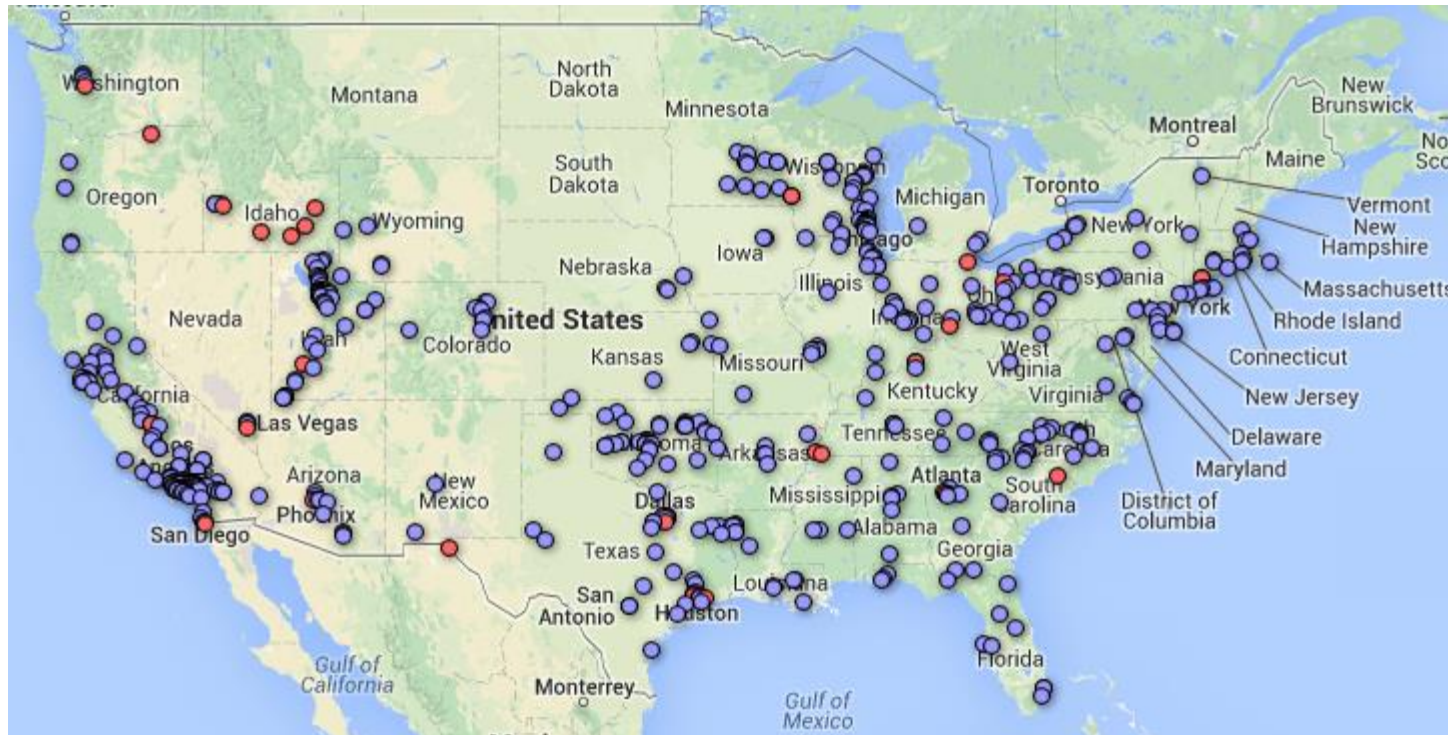 Washington
Montana
North
Dakota
Minnesota
New
Brunswick
Montreal
Maine
Oregon
Idaho
Wyoming
South
Dakota
Wisconsin
Michigan
Toronto
New York
Vermont
New
Hampshire
Nebraska
Iowa
Chicago
Illinois
Massachusetts
Rhode Island
Nevada
Utah
Colorado
United States
Kansas
Missouri
Indiana
Ohio
West
Virginia
Kentucky
Virginia
Connecticut
New Jersey
Delaware
Maryland
District of
Columbia
California
Las Vegas
Arizona
Phoenix
New
Mexico
Oklahoma
Arkansas
Tennessee
Atlanta
South
Carolina
Mississippi
Alabama
Georgia
San Diego
Dallas
Texas
San
Antonio
Houston
Louisiana
Florida
Gulf of
California
Monterrey
Gulf of
Mexico